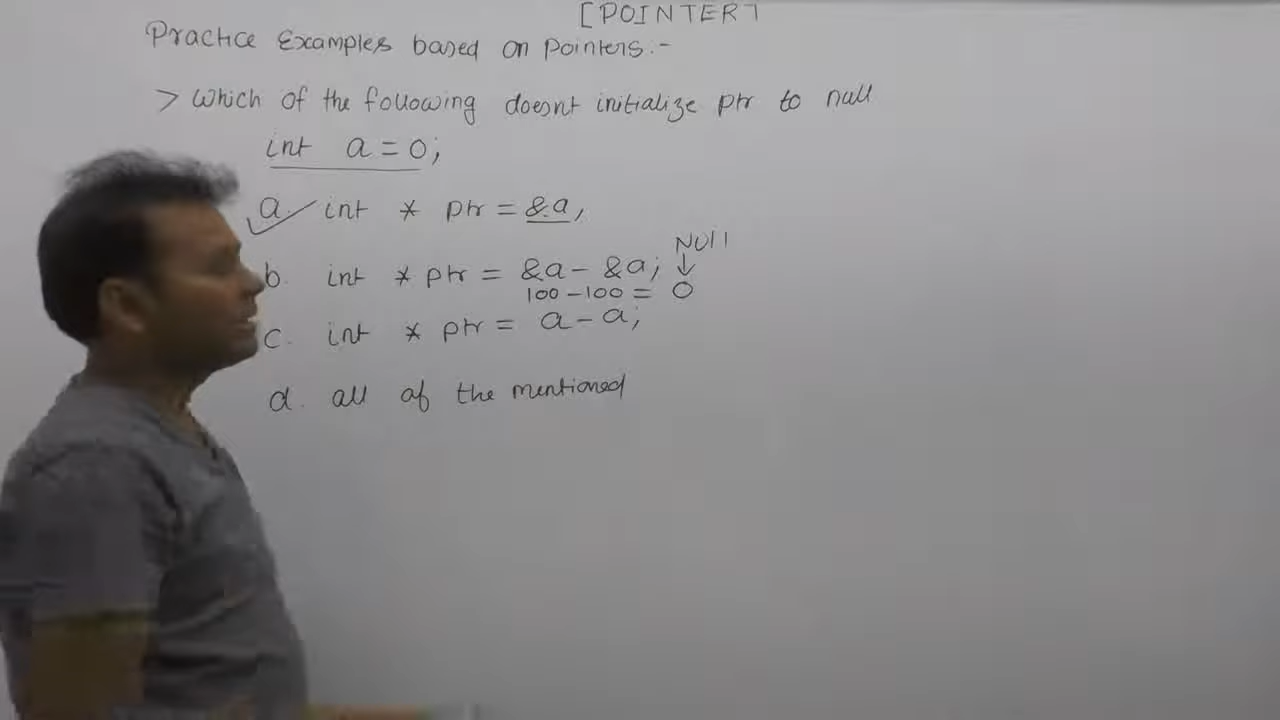 [POINTER]
Practice Examples based on pointers:-
> Which of the following doesnt initialize ptr to null
int a = 0;
a int * ptr = &a;
NUll
b. int * ptr = &a - &a; ↓
100 - 100 = 0
c. int * ptr = a - a;
d. all of the mentioned